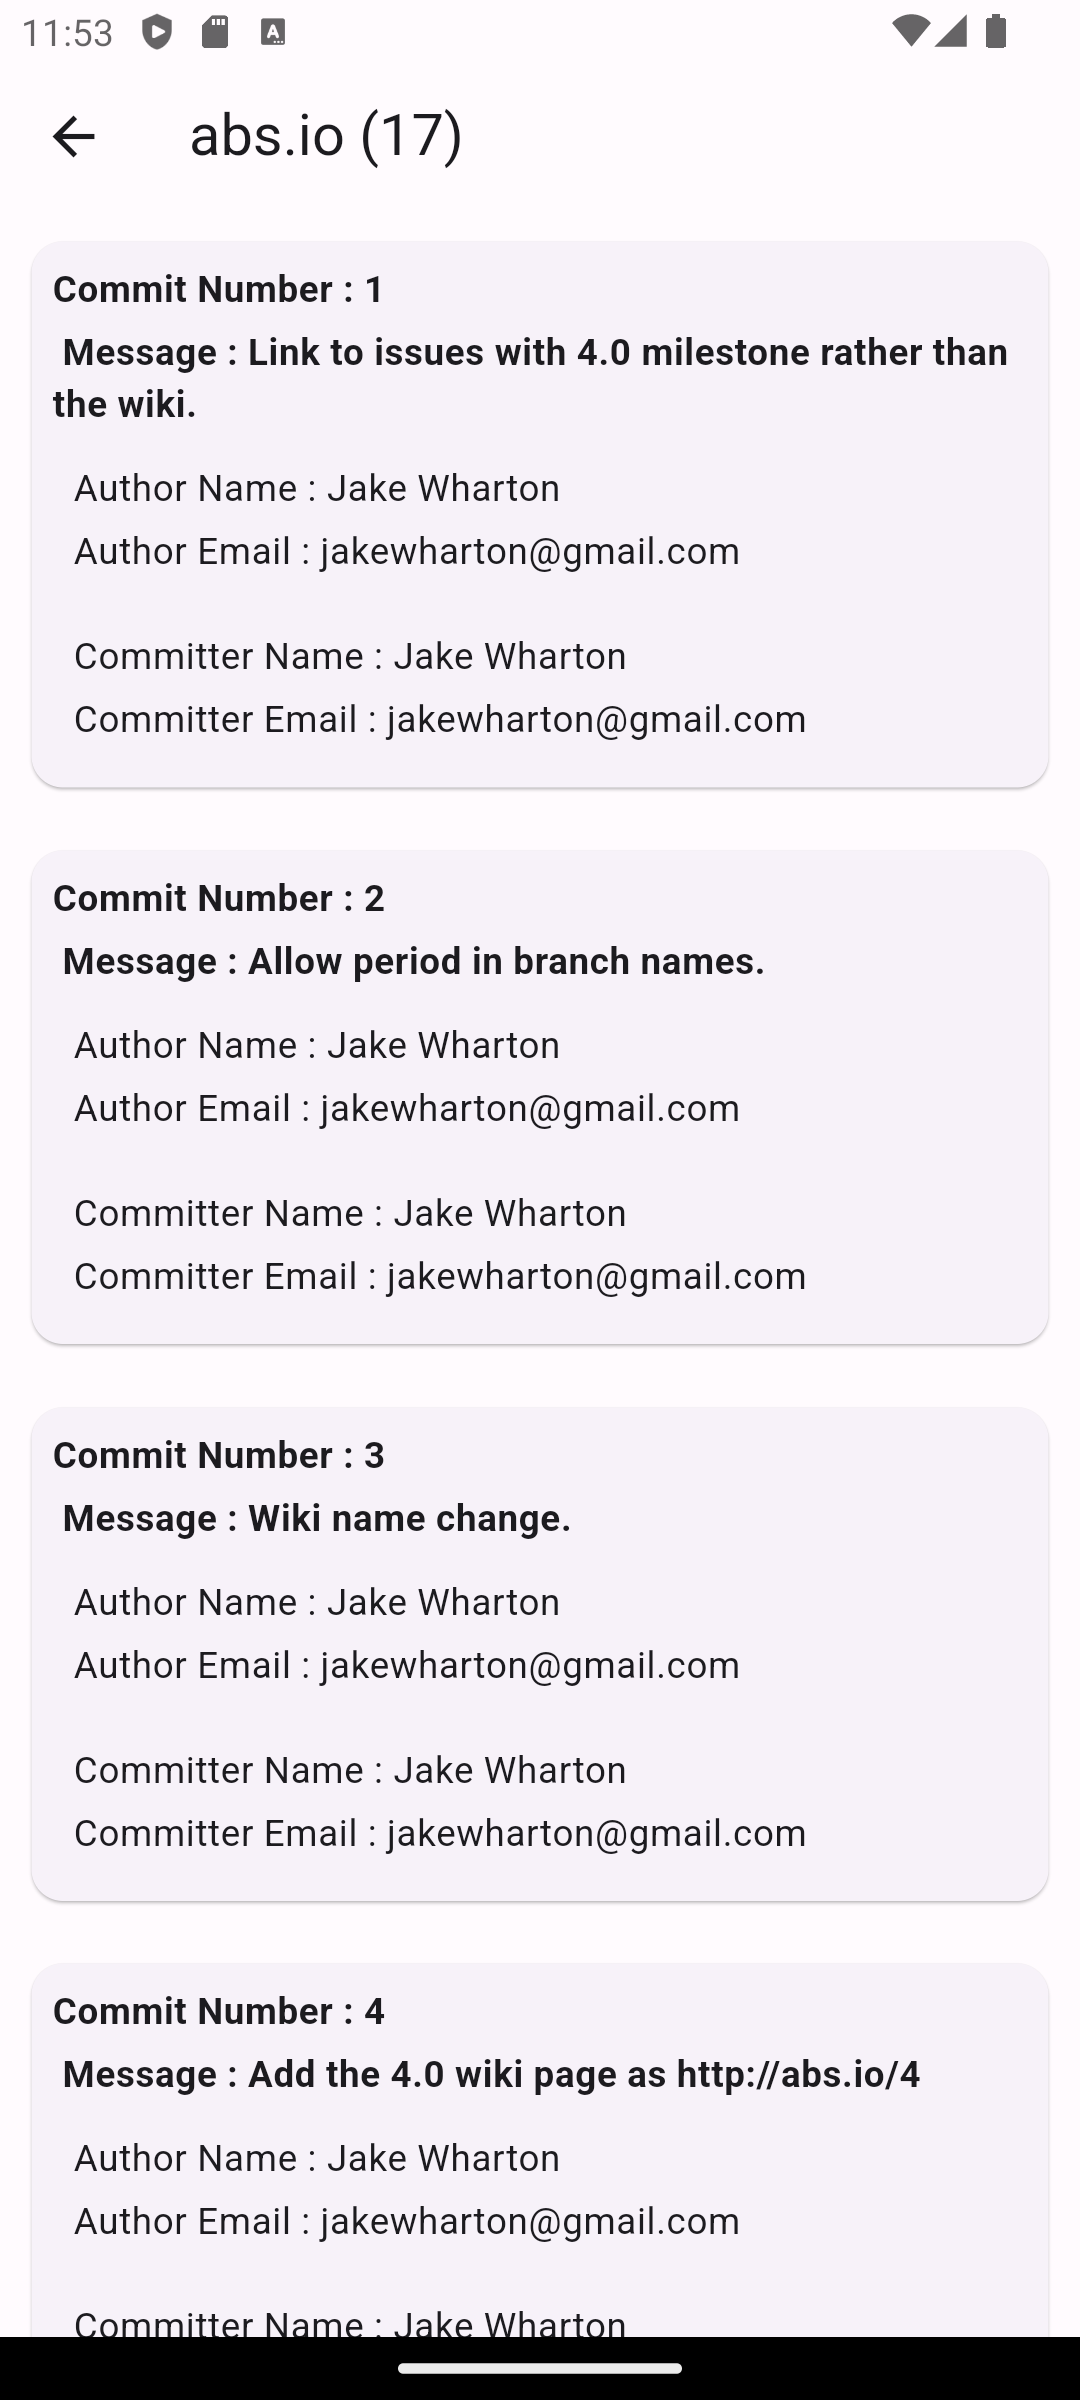 11:53
abs.io (17)
Commit Number : 1
Message : Link to issues with 4.0 milestone rather than
the wiki.
Author Name : Jake Wharton
Author Email : jakewharton@gmail.com
Committer Name : Jake Wharton
Committer Email : jakewharton@gmail.com
Commit Number : 2
Message : Allow period in branch names.
Author Name : Jake Wharton
Author Email : jakewharton@gmail.com
Committer Name : Jake Wharton
Committer Email : jakewharton@gmail.com
Commit Number : 3
Message : Wiki name change.
Author Name : Jake Wharton
Author Email : jakewharton@gmail.com
Committer Name : Jake Wharton
Committer Email : jakewharton@gmail.com
Commit Number : 4
Message : Add the 4.0 wiki page as http://abs.io/4
Author Name : Jake Wharton
Author Email : jakewharton@gmail.com
Committer Name : Jake Wharton